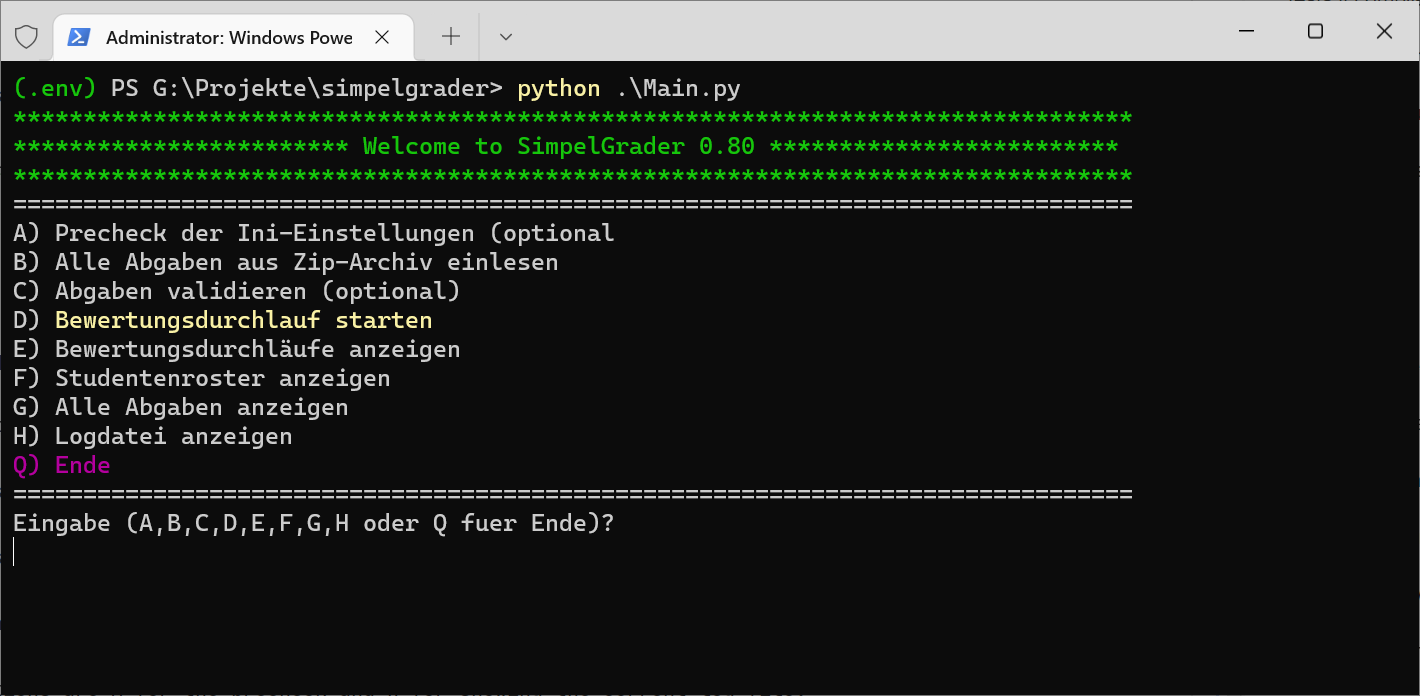 Administrator: Windows Powe
(.env) PS G:\Projekte\simpelgrader> python .\Main.py
********************************************************************************
************************ Welcome to SimpelGrader 0.80 *************************
********************************************************************************
================================================================================
A) Precheck der Ini-Einstellungen (optional
B) Alle Abgaben aus Zip-Archiv einlesen
C) Abgaben validieren (optional)
D) Bewertungsdurchlauf starten
E) Bewertungsdurchläufe anzeigen
F) Studentenroster anzeigen
G) Alle Abgaben anzeigen
H) Logdatei anzeigen
Q) Ende
================================================================================
Eingabe (A,B,C,D,E,F,G,H oder Q fuer Ende)?